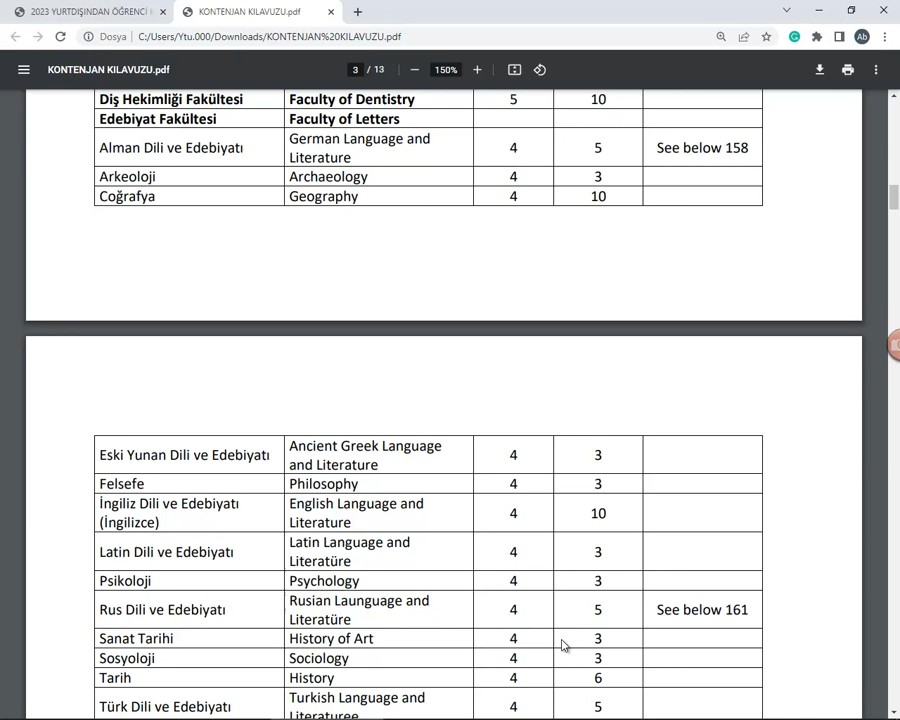 2023 YURTDIŞINDAN ÖĞRENCİ
KONTENJAN KILAVUZU.pdf
Dosya C:/Users/Ytu.000/Downloads/KONTENJAN%20KILAVUZU.pdf
Ab
KONTENJAN KILAVUZU.pdf 3 / 13 150%
Diş Hekimliği Fakültesi Faculty of Dentistry 5 10
Edebiyat Fakültesi Faculty of Letters
Alman Dili ve Edebiyatı German Language and Literature 4 5 See below 158
Arkeoloji Archaeology 4 3
Coğrafya Geography 4 10
Eski Yunan Dili ve Edebiyatı Ancient Greek Language and Literature 4 3
Felsefe Philosophy 4 3
İngiliz Dili ve Edebiyatı (İngilizce) English Language and Literature 4 10
Latin Dili ve Edebiyatı Latin Language and Literatüre 4 3
Psikoloji Psychology 4 3
Rus Dili ve Edebiyatı Rusian Launguage and Literatüre 4 5 See below 161
Sanat Tarihi History of Art 4 3
Sosyoloji Sociology 4 3
Tarih History 4 6
Türk Dili ve Edebiyatı Turkish Language and Literaturee 4 5